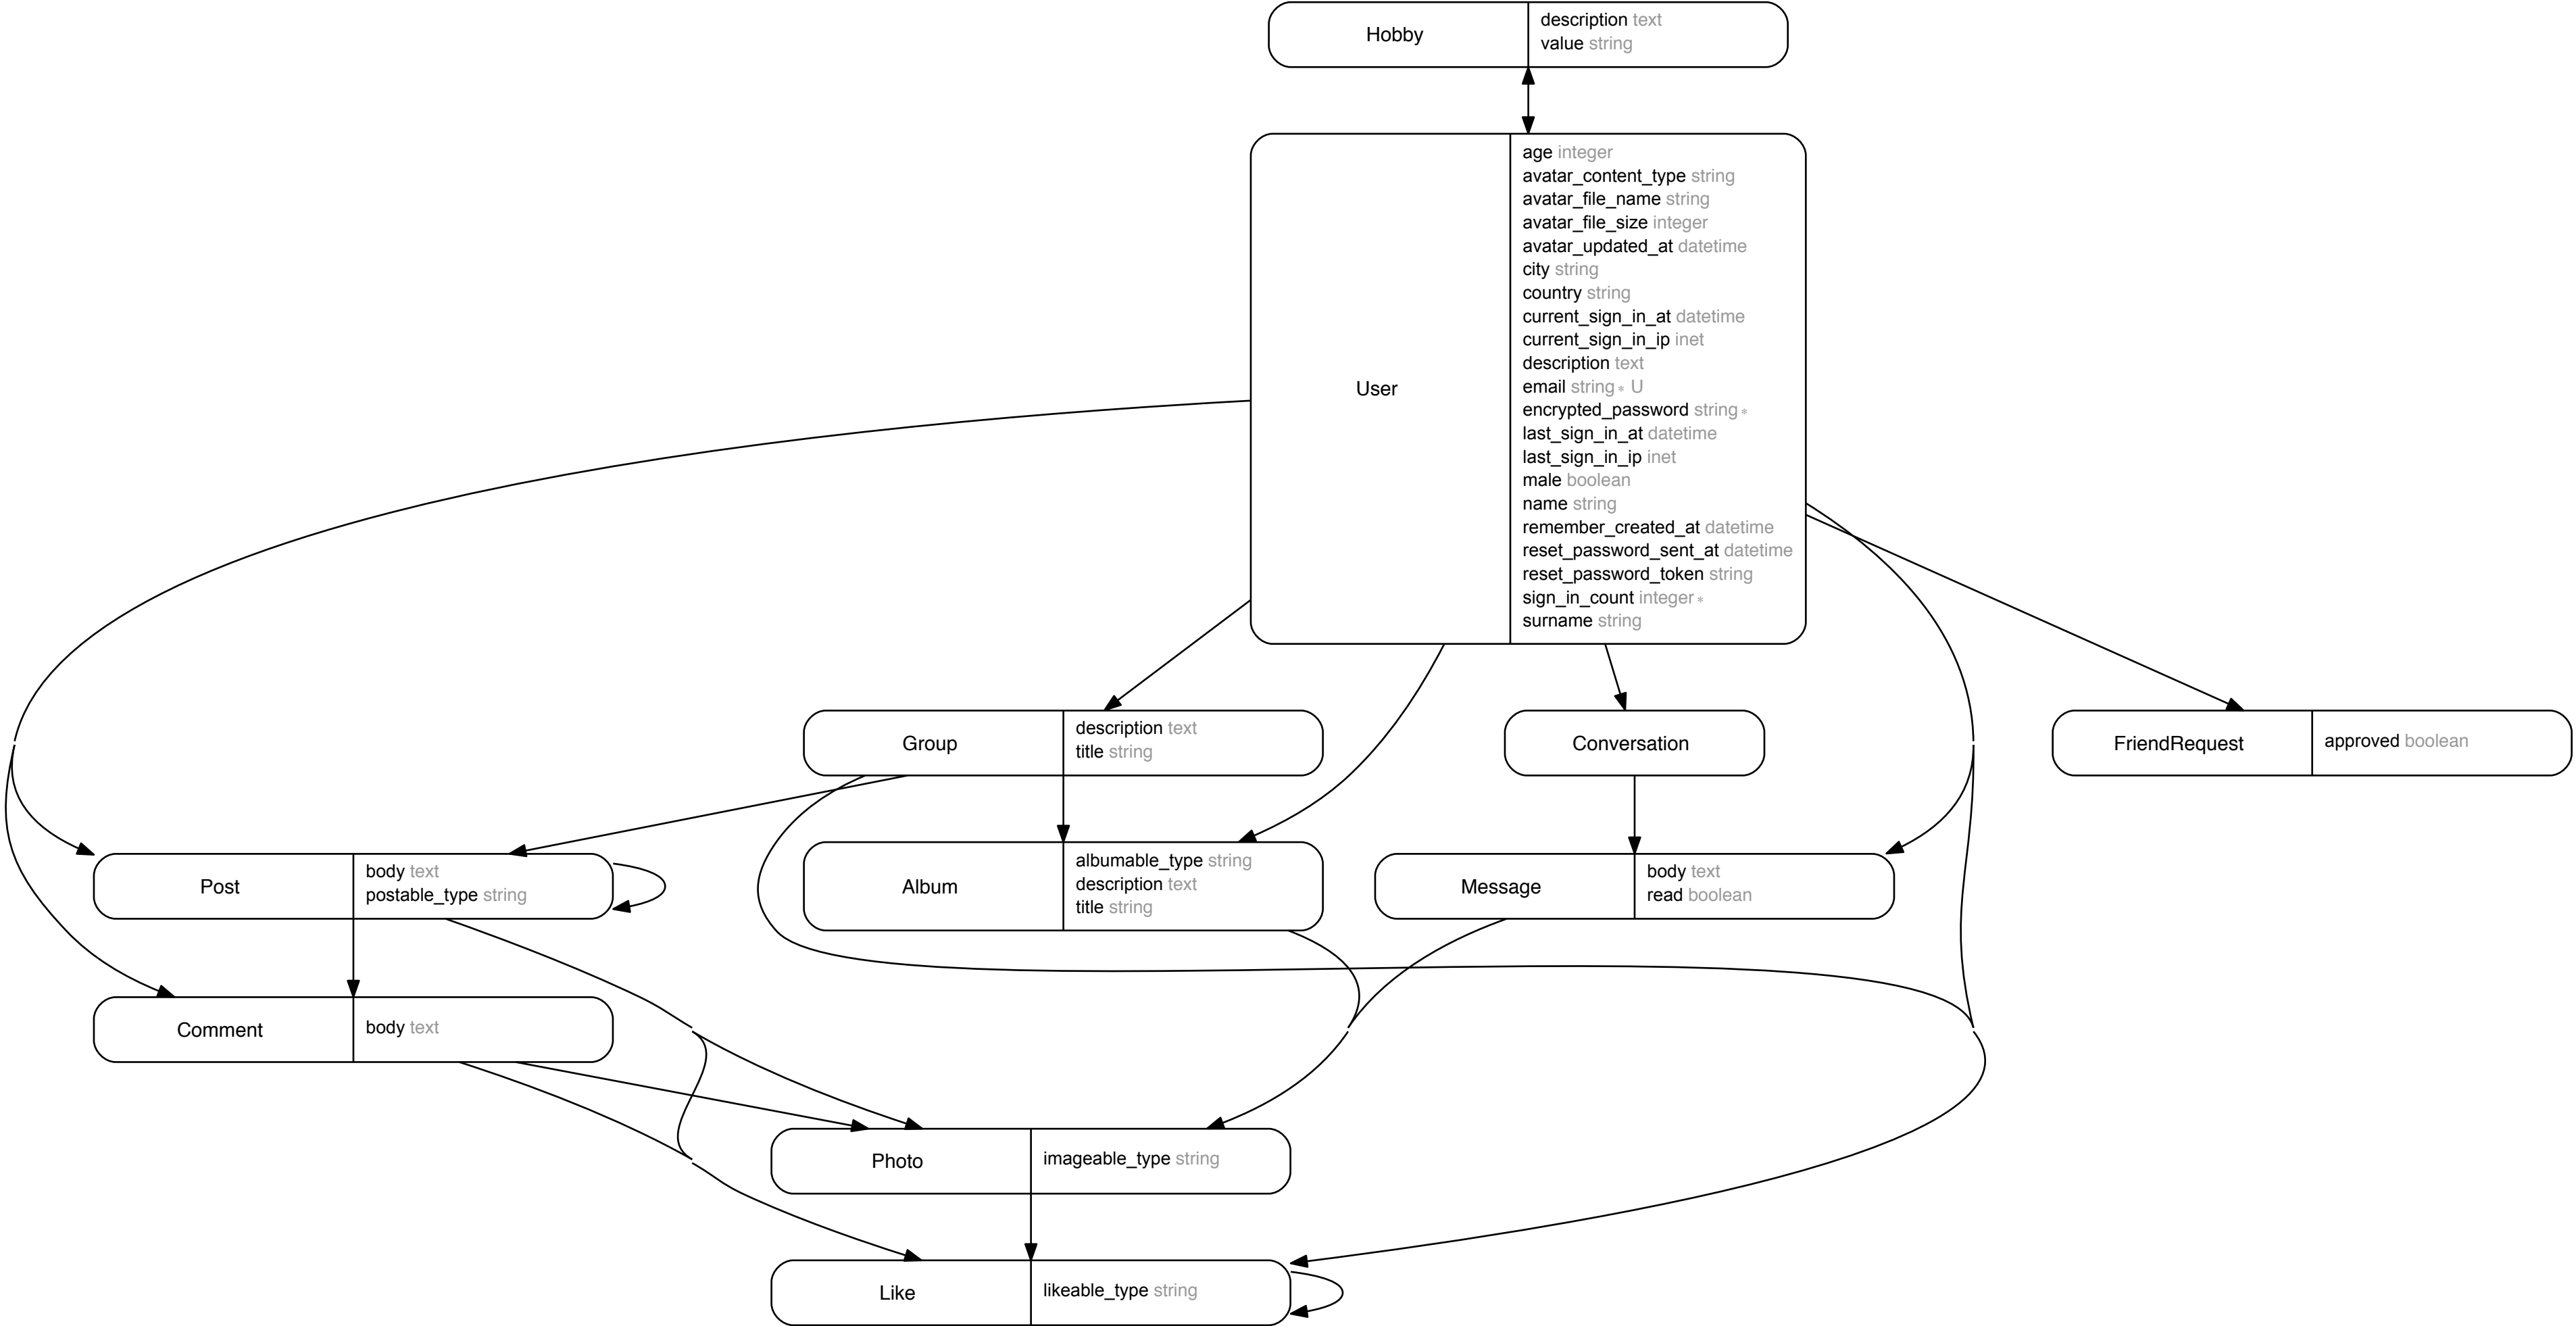 Hobby
description text
value string
User
age integer
avatar_content_type string
avatar_file_name string
avatar_file_size integer
avatar_updated_at datetime
city string
country string
current_sign_in_at datetime
current_sign_in_ip inet
description text
email string * U
encrypted_password string *
last_sign_in_at datetime
last_sign_in_ip inet
male boolean
name string
remember_created_at datetime
reset_password_sent_at datetime
reset_password_token string
sign_in_count integer *
surname string
Group
description text
title string
Conversation
FriendRequest
approved boolean
Post
body text
postable_type string
Album
albumable_type string
description text
title string
Message
body text
read boolean
Comment
body text
Photo
imageable_type string
Like
likeable_type string